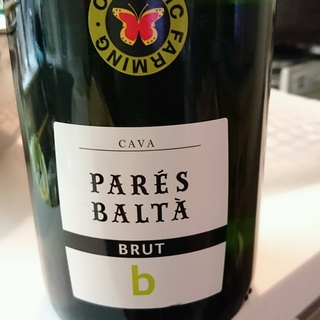 FARMING
CAVA
PARÉS
BALTÀ
BRUT
b